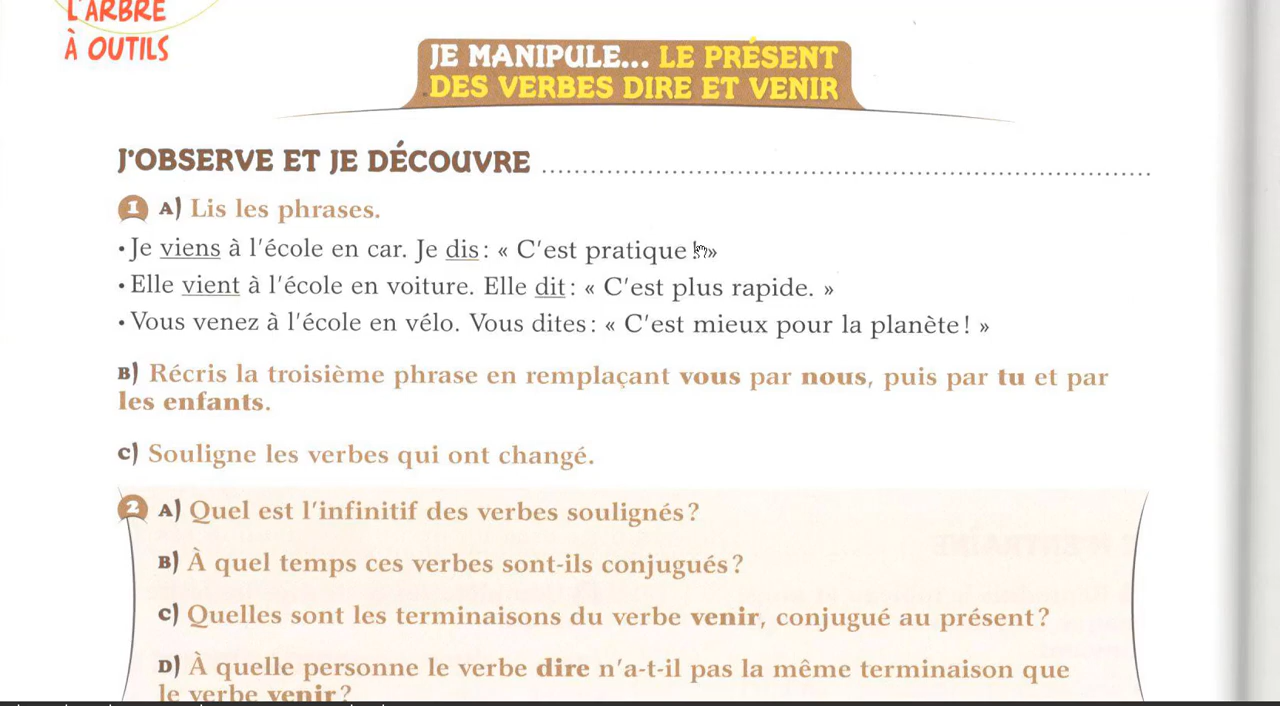 L'ARBRE
À OUTILS
JE MANIPULE... LE PRÉSENT
DES VERBES DIRE ET VENIR
J'OBSERVE ET JE DÉCOUVRE
1 A) Lis les phrases.
• Je viens à l'école en car. Je dis : « C'est pratique ! »
• Elle vient à l'école en voiture. Elle dit : « C'est plus rapide. »
• Vous venez à l'école en vélo. Vous dites : « C'est mieux pour la planète ! »
B) Récris la troisième phrase en remplaçant vous par nous, puis par tu et par
les enfants.
C) Souligne les verbes qui ont changé.
2 A) Quel est l'infinitif des verbes soulignés ?
B) À quel temps ces verbes sont-ils conjugués ?
C) Quelles sont les terminaisons du verbe venir, conjugué au présent ?
D) À quelle personne le verbe dire n'a-t-il pas la même terminaison que
le verbe venir ?